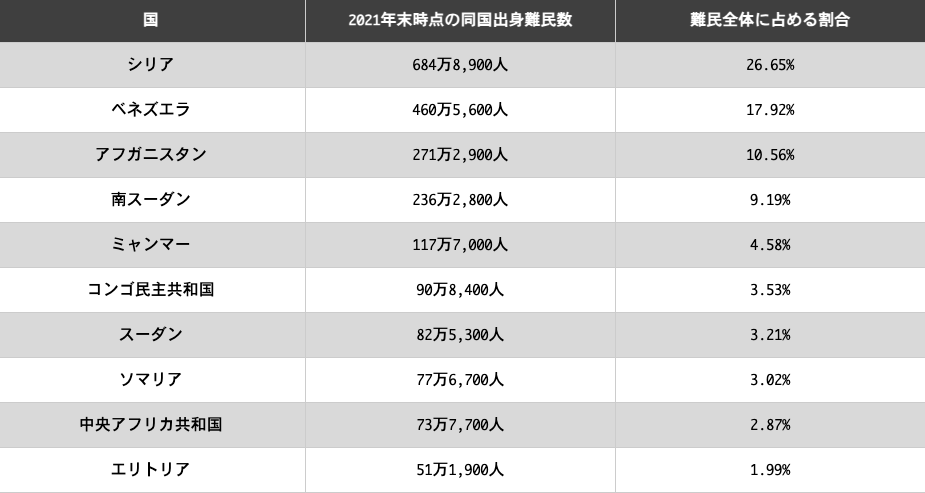 国 2021年末時点の同国出身難民数 難民全体に占める割合
シリア 684万8,900人 26.65%
ベネズエラ 460万5,600人 17.92%
アフガニスタン 271万2,900人 10.56%
南スーダン 236万2,800人 9.19%
ミャンマー 117万7,000人 4.58%
コンゴ民主共和国 90万8,400人 3.53%
スーダン 82万5,300人 3.21%
ソマリア 77万6,700人 3.02%
中央アフリカ共和国 73万7,700人 2.87%
エリトリア 51万1,900人 1.99%